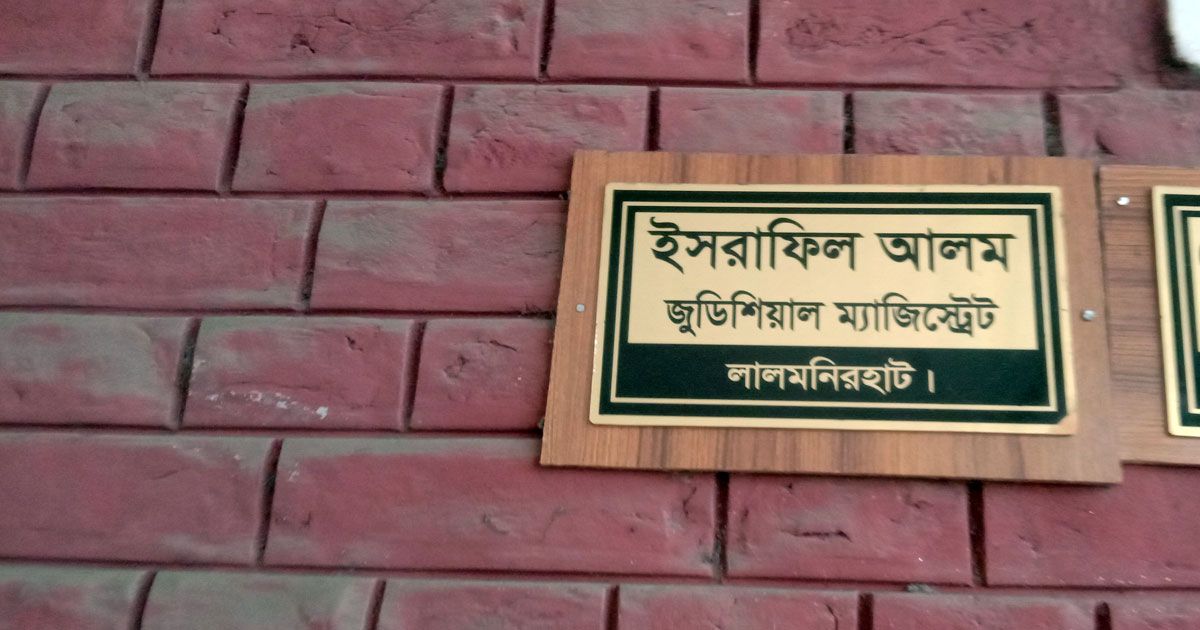 ইসরাফিল আলম
জুডিশিয়াল ম্যাজিস্ট্রেট
লালমনিরহাট।